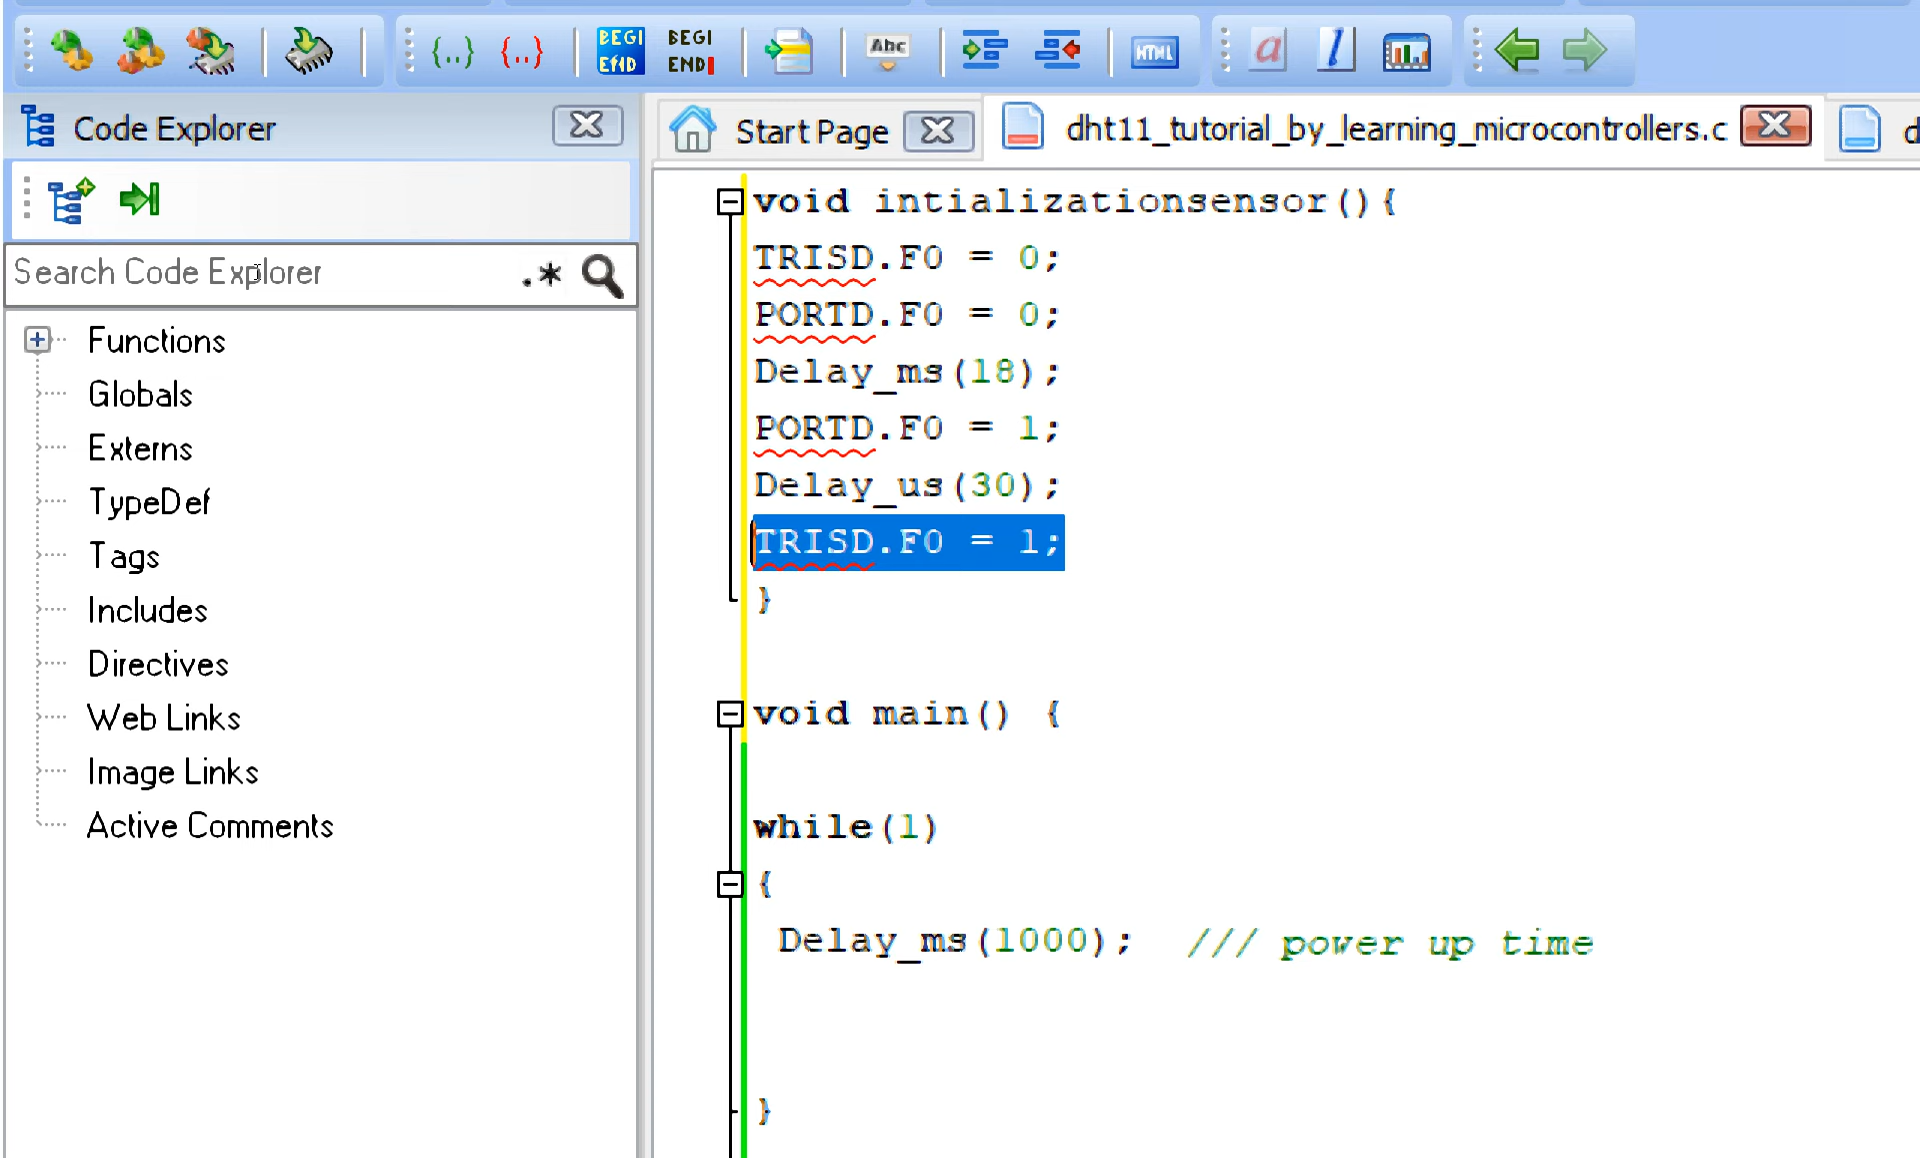 {..} {..} BEGI END BEGI END Abc HTML a l
Code Explorer
Start Page
dht11_tutorial_by_learning_microcontrollers.c
d
Search Code Explorer
.*
Functions
Globals
Externs
TypeDef
Tags
Includes
Directives
Web Links
Image Links
Active Comments
void intializationsensor(){
TRISD.F0 = 0;
PORTD.F0 = 0;
Delay_ms(18);
PORTD.F0 = 1;
Delay_us(30);
TRISD.F0 = 1;
}
void main() {
while(1)
{
Delay_ms(1000); /// power up time
}